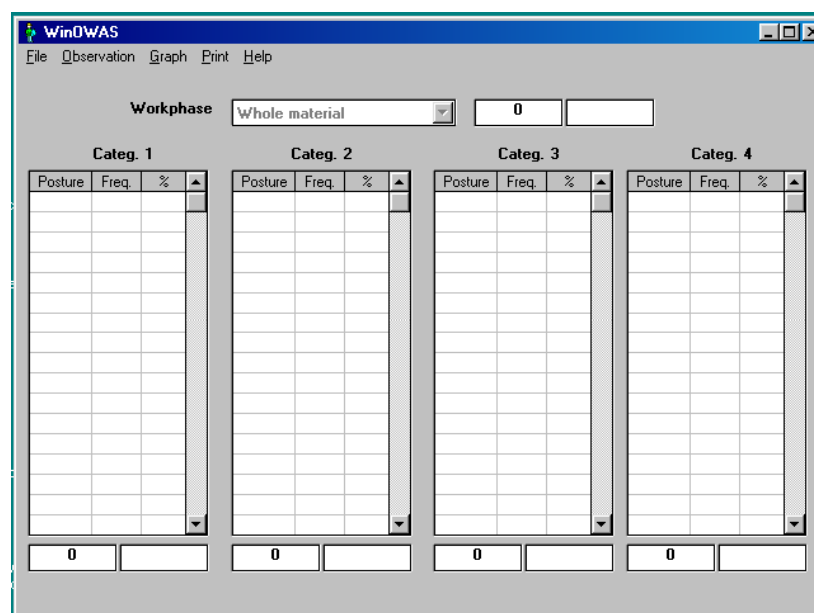 WinOWAS
File Observation Graph Print Help
Workphase Whole material 0
Categ. 1 Categ. 2 Categ. 3 Categ. 4
Posture Freq. % Posture Freq. % Posture Freq. % Posture Freq. %
0 0 0 0